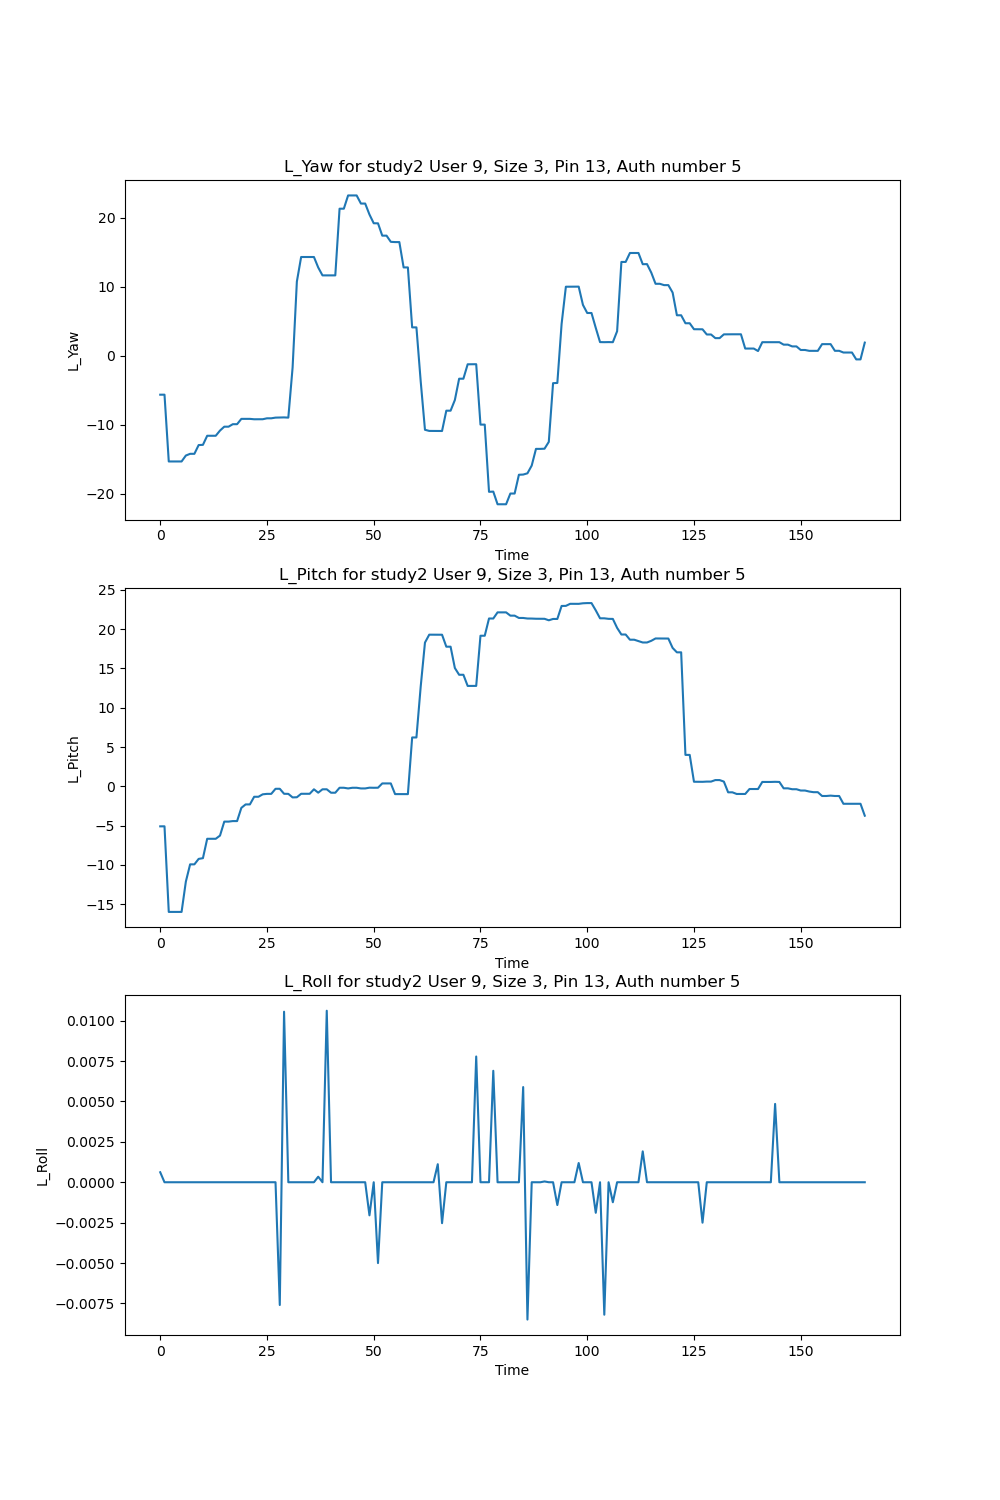 L_Yaw for study2 User 9, Size 3, Pin 13, Auth number 5
20
10
0
−10
−20
L_Yaw
0 25 50 75 100 125 150
Time
L_Pitch for study2 User 9, Size 3, Pin 13, Auth number 5
25
20
15
10
5
0
−5
−10
−15
L_Pitch
0 25 50 75 100 125 150
Time
L_Roll for study2 User 9, Size 3, Pin 13, Auth number 5
0.0100
0.0075
0.0050
0.0025
0.0000
−0.0025
−0.0050
−0.0075
L_Roll
0 25 50 75 100 125 150
Time